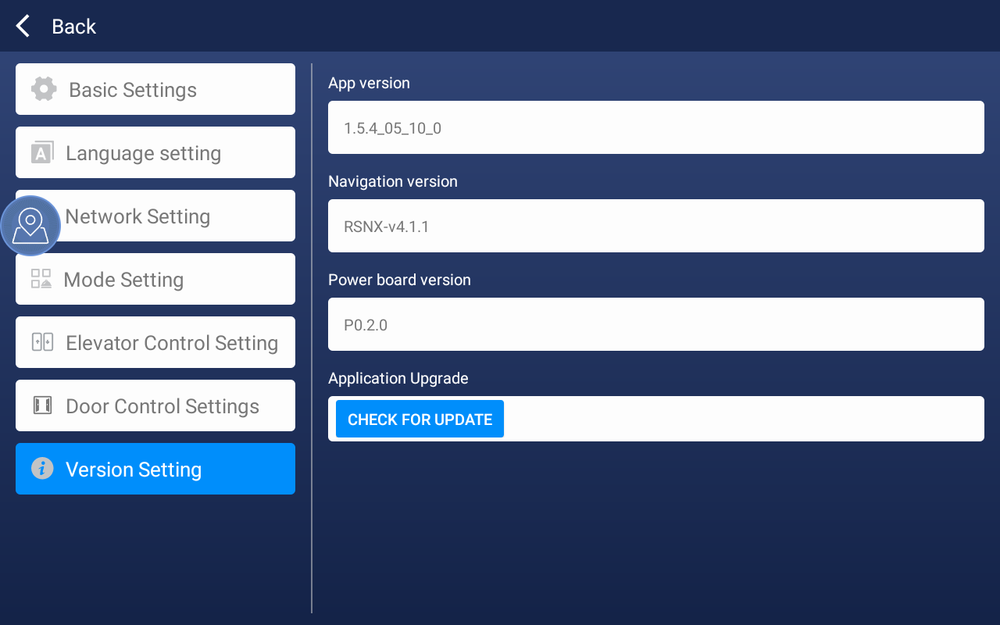 Back
Basic Settings
Language setting
Network Setting
Mode Setting
Elevator Control Setting
Door Control Settings
Version Setting
App version
1.5.4_05_10_0
Navigation version
RSNX-v4.1.1
Power board version
P0.2.0
Application Upgrade
CHECK FOR UPDATE